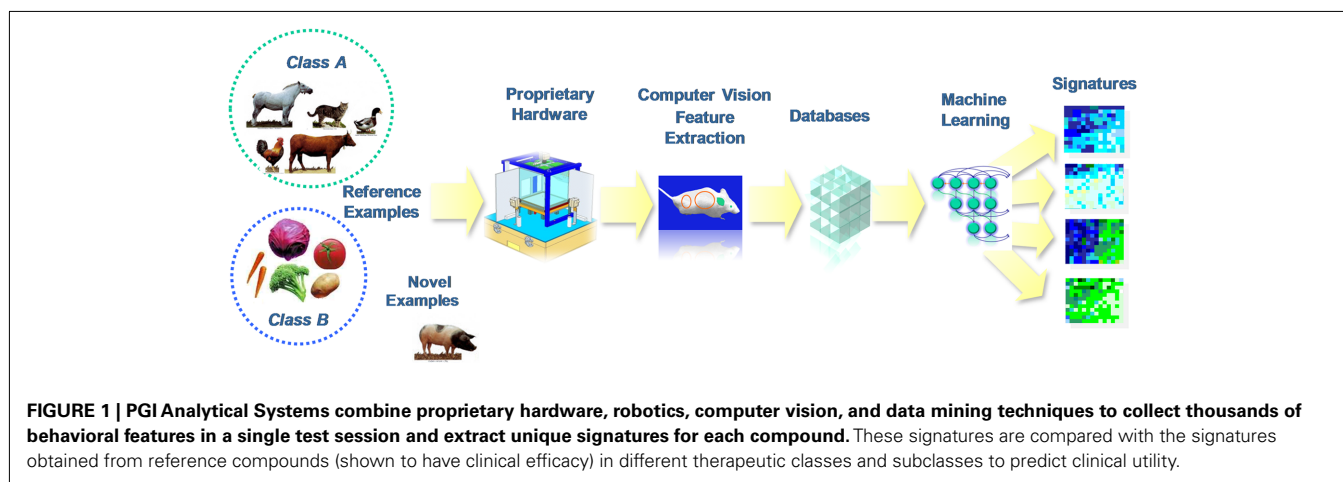 Class A
Reference
Examples
Class B
Novel
Examples
Proprietary
Hardware
Computer Vision
Feature
Extraction
Databases
Machine
Learning
Signatures
FIGURE 1 | PGI Analytical Systems combine proprietary hardware, robotics, computer vision, and data mining techniques to collect thousands of
behavioral features in a single test session and extract unique signatures for each compound. These signatures are compared with the signatures
obtained from reference compounds (shown to have clinical efficacy) in different therapeutic classes and subclasses to predict clinical utility.